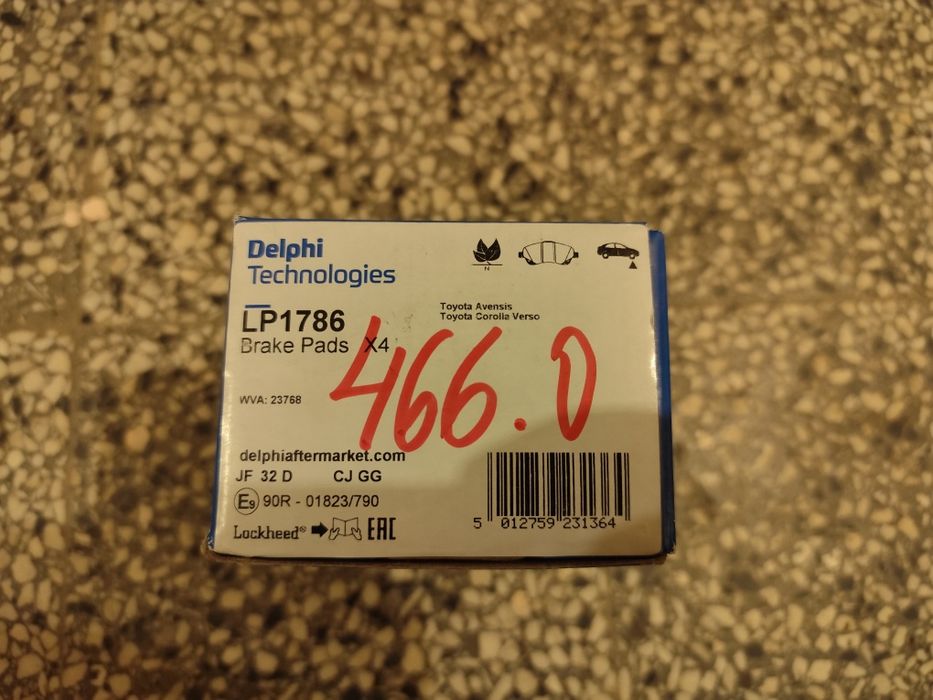 Delphi
Technologies
N
LP1786
Brake Pads X4
Toyota Avensis
Toyota Corolla Verso
466.0
WVA: 23768
delphiaftermarket.com
JF 32 D CJ GG
E9 90R - 01823/790
Lockheed® EAC
5 012759 231364